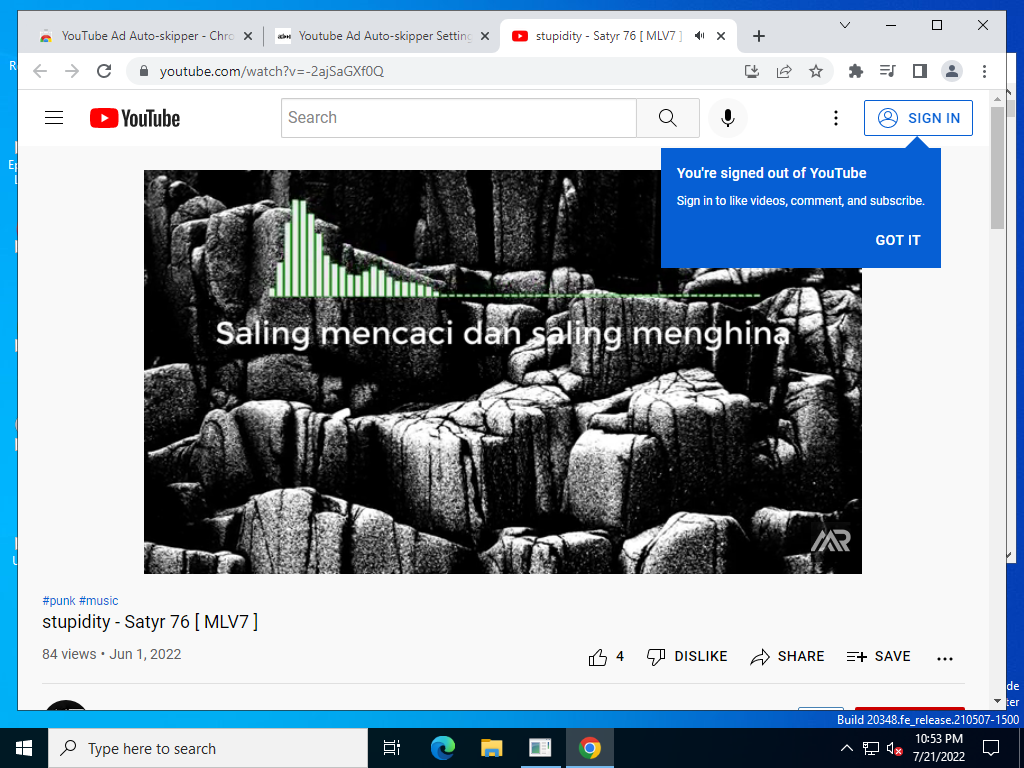 YouTube Ad Auto-skipper - Chro
Youtube Ad Auto-skipper Setting
stupidity - Satyr 76 [ MLV7 ]
youtube.com/watch?v=-2ajSaGXf0Q
YouTube
Search
SIGN IN
You're signed out of YouTube
Sign in to like videos, comment, and subscribe.
GOT IT
Saling mencaci dan saling menghina
MR
#punk #music
stupidity - Satyr 76 [ MLV7 ]
84 views • Jun 1, 2022
4
DISLIKE
SHARE
SAVE
Build 20348.fe_release.210507-1500
Type here to search
10:53 PM
7/21/2022